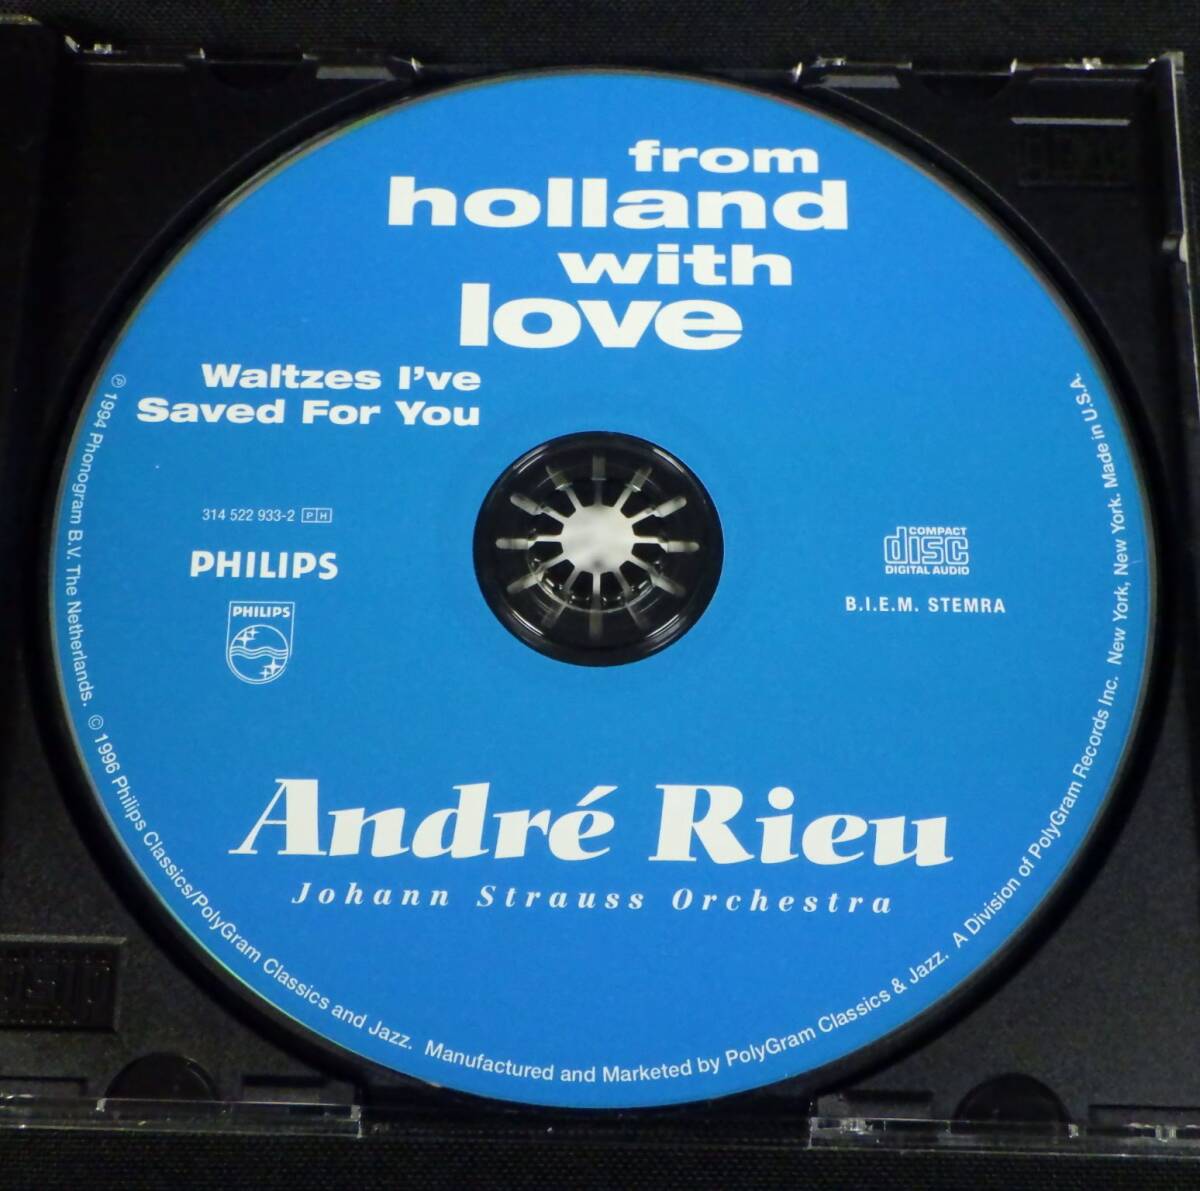 from
holland
with
love
Waltzes I've
Saved For You
314 522 933-2 PH
PHILIPS
PHILIPS
COMPACT
disc
DIGITAL AUDIO
B.I.E.M. STEMRA
André Rieu
Johann Strauss Orchestra
℗ 1994 Phonogram B.V. The Netherlands. © 1996 Philips Classics/PolyGram Classics and Jazz. Manufactured and Marketed by PolyGram Classics & Jazz. A Division of PolyGram Records Inc. New York, New York. Made in U.S.A.